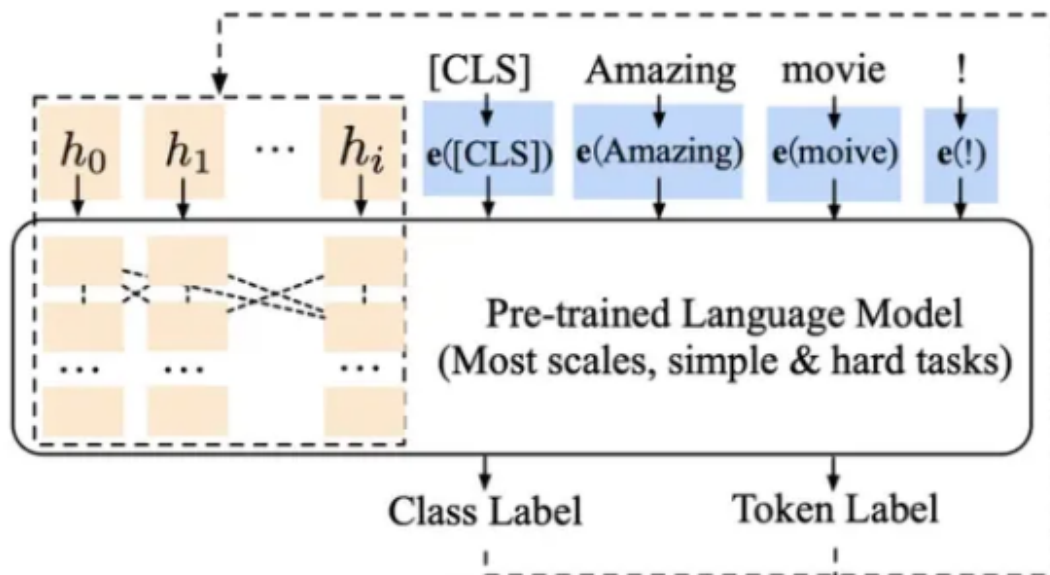 [CLS] Amazing movie !
h₀ h₁ ... hᵢ e([CLS]) e(Amazing) e(moive) e(!)
Pre-trained Language Model
(Most scales, simple & hard tasks)
... ... ...
Class Label Token Label